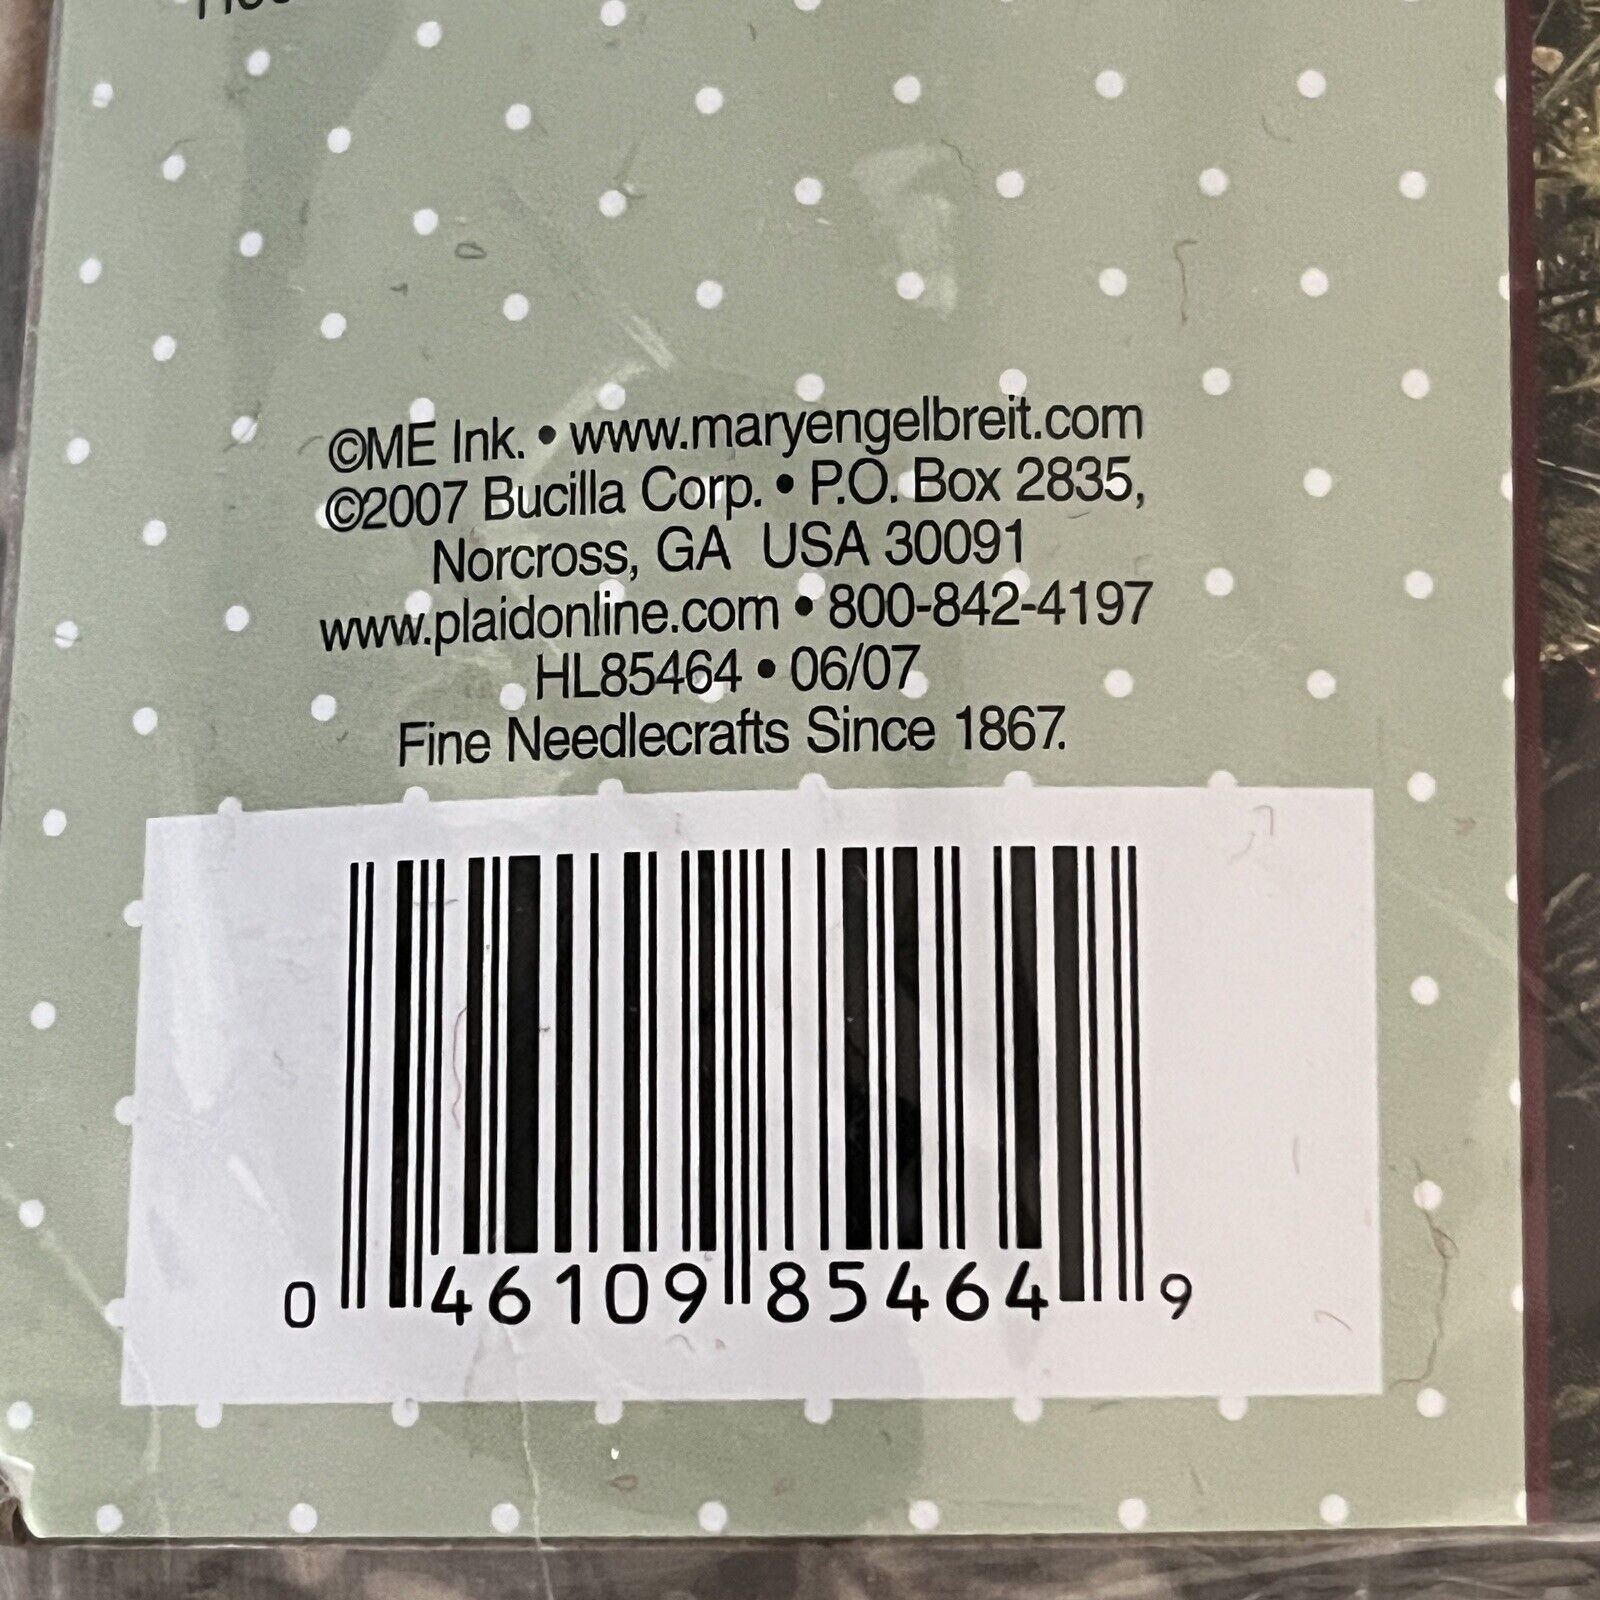 ©ME Ink. • www.maryengelbreit.com
©2007 Bucilla Corp. • P.O. Box 2835,
Norcross, GA USA 30091
www.plaidonline.com • 800-842-4197
HL85464 • 06/07
Fine Needlecrafts Since 1867.
0 46109 85464 9